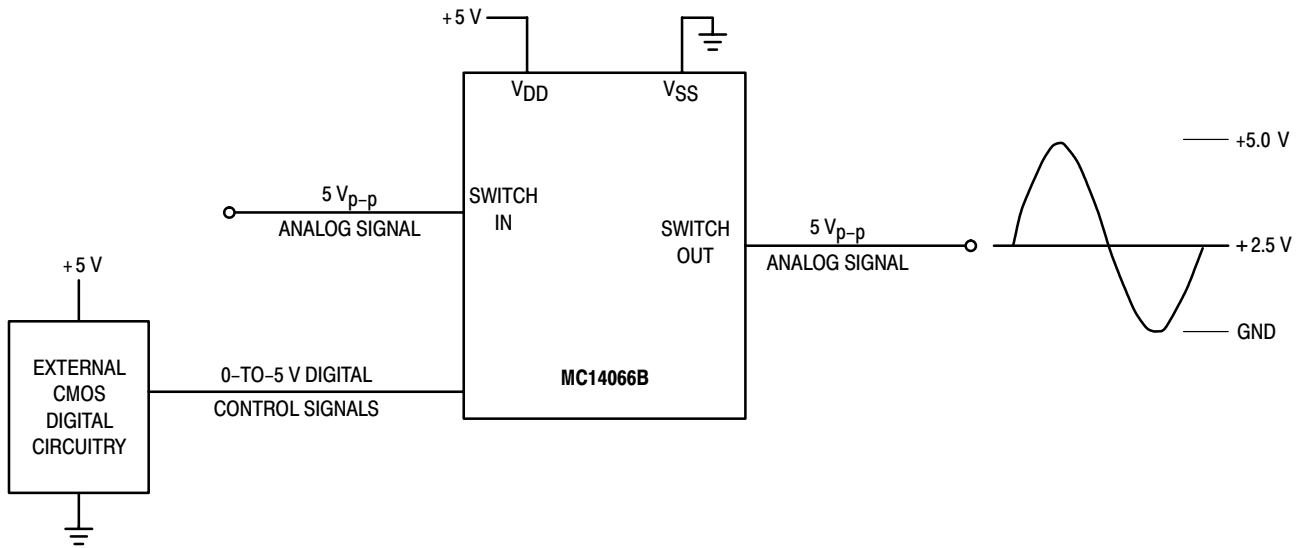 +5 V
VDD
VSS
+5.0 V
5 Vp–p
ANALOG SIGNAL
SWITCH
IN
SWITCH
OUT
5 Vp–p
ANALOG SIGNAL
+2.5 V
+5 V
GND
EXTERNAL
CMOS
DIGITAL
CIRCUITRY
0–TO–5 V DIGITAL
CONTROL SIGNALS
MC14066B